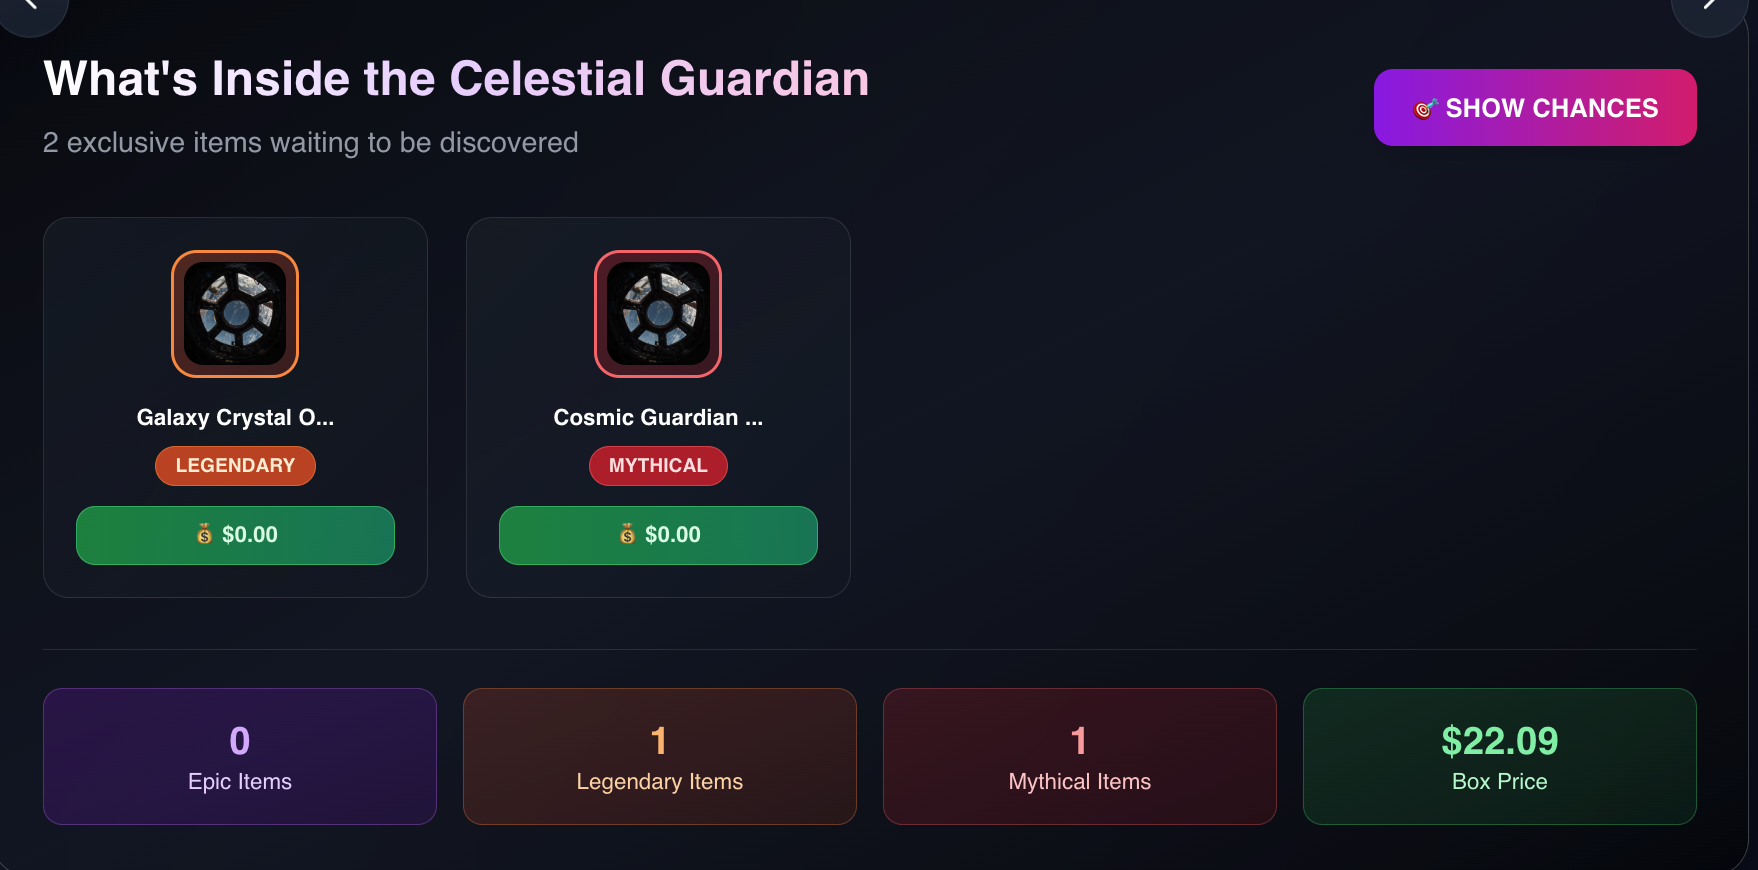 What's Inside the Celestial Guardian
2 exclusive items waiting to be discovered
🎯 SHOW CHANCES
Galaxy Crystal O...
LEGENDARY
💰 $0.00
Cosmic Guardian ...
MYTHICAL
💰 $0.00
0
Epic Items
1
Legendary Items
1
Mythical Items
$22.09
Box Price